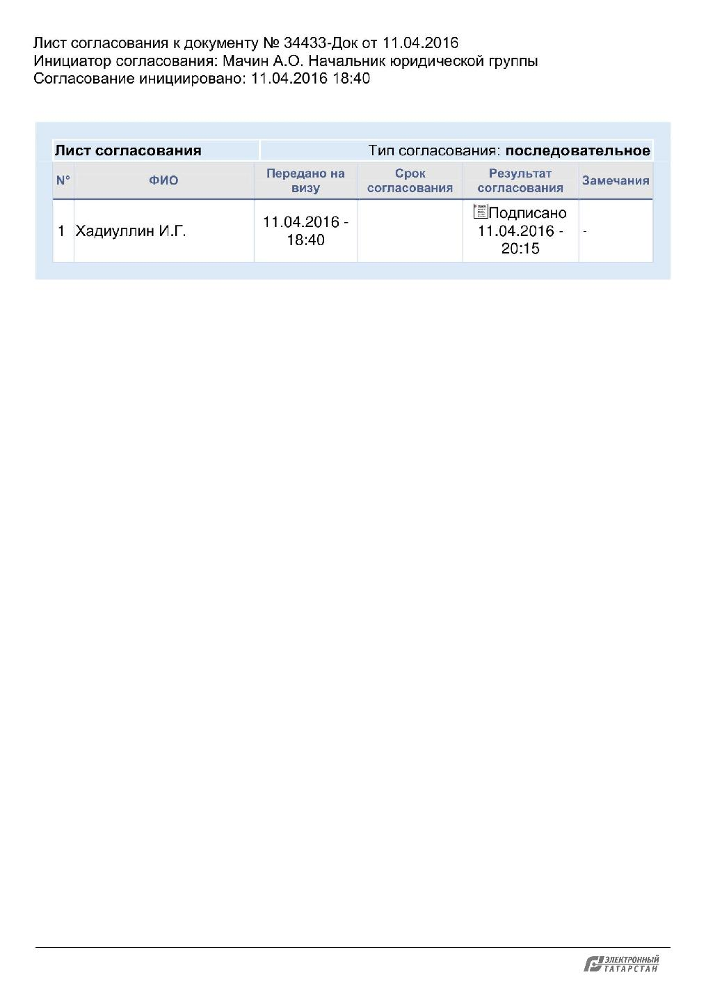 Лист согласования к документу № 34433-Док от 11.04.2016
Инициатор согласования: Мачин А.О. Начальник юридической группы
Согласование инициировано: 11.04.2016 18:40
Лист согласования Тип согласования: последовательное
N° ФИО Передано на визу Срок согласования Результат согласования Замечания
1 Хадиуллин И.Г. 11.04.2016 - 18:40 Подписано 11.04.2016 - 20:15 -
ЭЛЕКТРОННЫЙ
ТАТАРСТАН